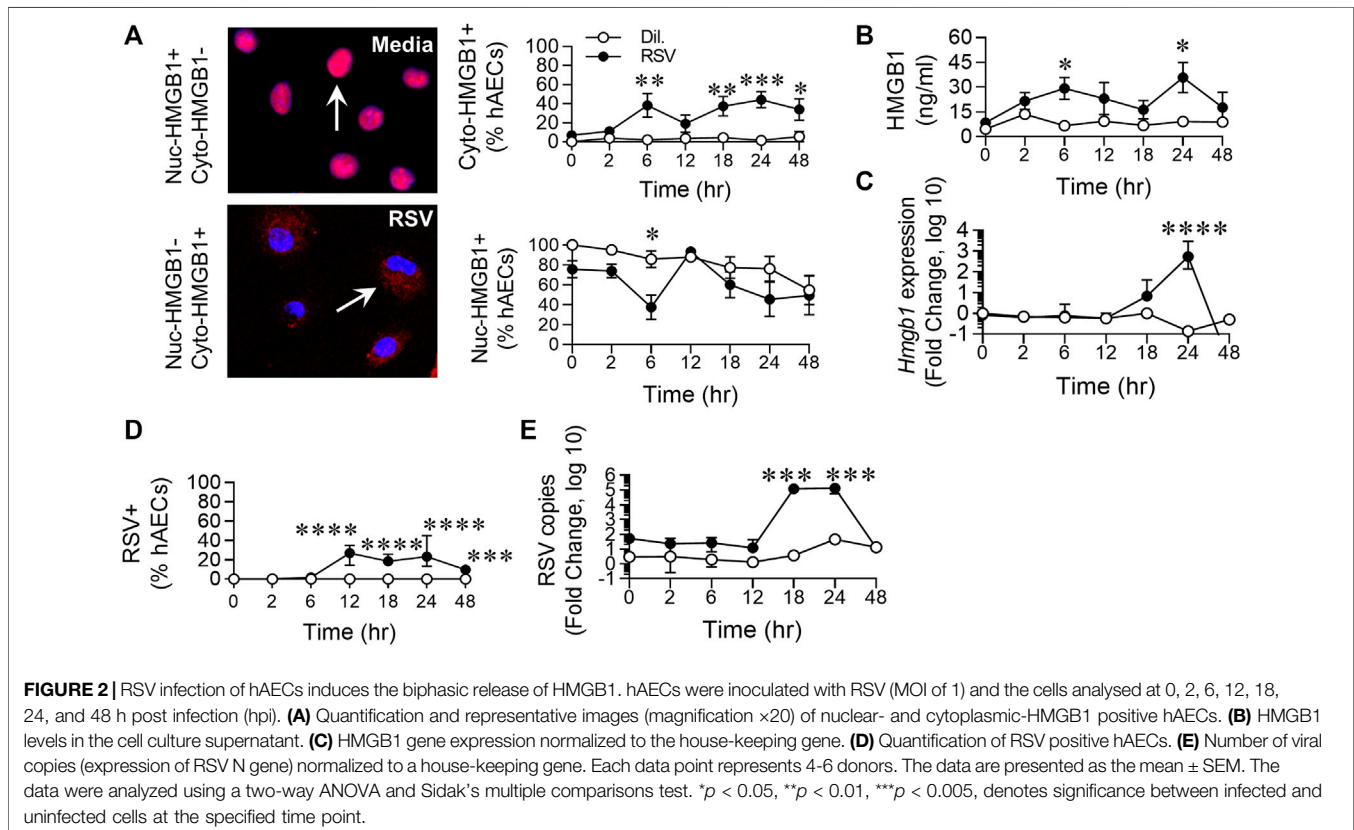 A
Nuc-HMGB1+
Cyto-HMGB1-
Media
Cyto-HMGB1+
(% hAECs)
Dil.
RSV
100
80
60
40
20
0
** ** *** *
0 2 6 12 18 24 48
Time (hr)
Nuc-HMGB1-
Cyto-HMGB1+
RSV
Nuc-HMGB1+
(% hAECs)
100
80
60
40
20
0
*
0 2 6 12 18 24 48
Time (hr)
B
HMGB1
(ng/ml)
60
45
30
15
0
* *
0 2 6 12 18 24 48
Time (hr)
C
Hmgb1 expression
(Fold Change, log 10)
4
3
2
1
0
-1
****
0 2 6 12 18 24 48
Time (hr)
D
RSV+
(% hAECs)
100
80
60
40
20
0
**** **** **** ***
0 2 6 12 18 24 48
Time (hr)
E
RSV copies
(Fold Change, log 10)
6
5
4
3
2
1
0
-1
*** ***
0 2 6 12 18 24 48
Time (hr)
FIGURE 2 | RSV infection of hAECs induces the biphasic release of HMGB1. hAECs were inoculated with RSV (MOI of 1) and the cells analysed at 0, 2, 6, 12, 18,
24, and 48 h post infection (hpi). (A) Quantification and representative images (magnification ×20) of nuclear- and cytoplasmic-HMGB1 positive hAECs. (B) HMGB1
levels in the cell culture supernatant. (C) HMGB1 gene expression normalized to the house-keeping gene. (D) Quantification of RSV positive hAECs. (E) Number of viral
copies (expression of RSV N gene) normalized to a house-keeping gene. Each data point represents 4-6 donors. The data are presented as the mean ± SEM. The
data were analyzed using a two-way ANOVA and Sidak's multiple comparisons test. *p < 0.05, **p < 0.01, ***p < 0.005, denotes significance between infected and
uninfected cells at the specified time point.